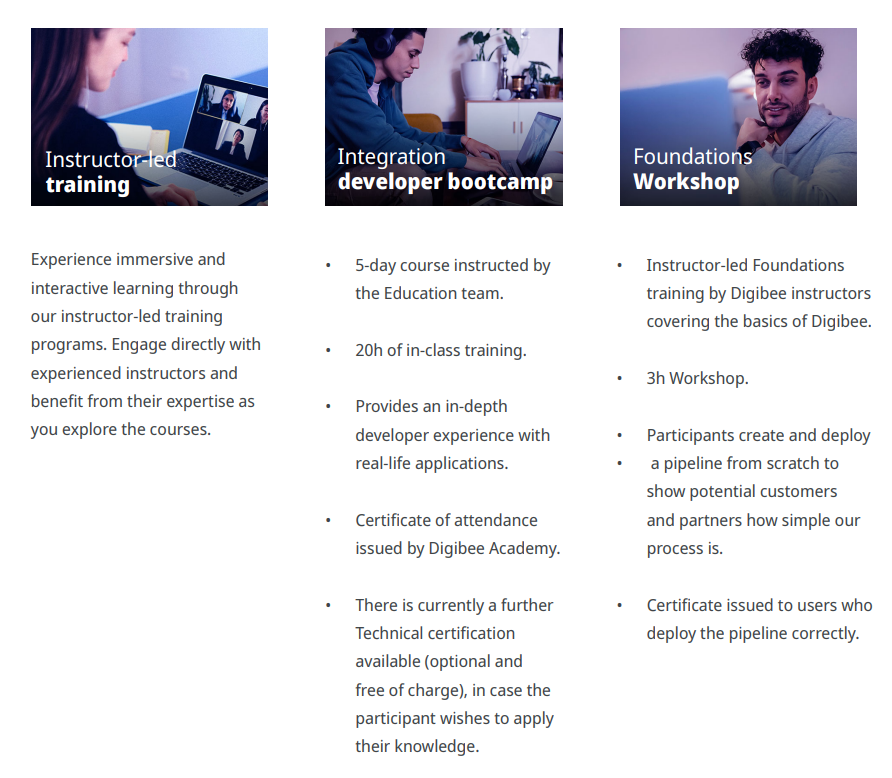 Instructor-led
training
Experience immersive and
interactive learning through
our instructor-led training
programs. Engage directly with
experienced instructors and
benefit from their expertise as
you explore the courses.
Integration
developer bootcamp
• 5-day course instructed by
the Education team.
• 20h of in-class training.
• Provides an in-depth
developer experience with
real-life applications.
• Certificate of attendance
issued by Digibee Academy.
• There is currently a further
Technical certification
available (optional and
free of charge), in case the
participant wishes to apply
their knowledge.
Foundations
Workshop
• Instructor-led Foundations
training by Digibee instructors
covering the basics of Digibee.
• 3h Workshop.
• Participants create and deploy
• a pipeline from scratch to
show potential customers
and partners how simple our
process is.
• Certificate issued to users who
deploy the pipeline correctly.